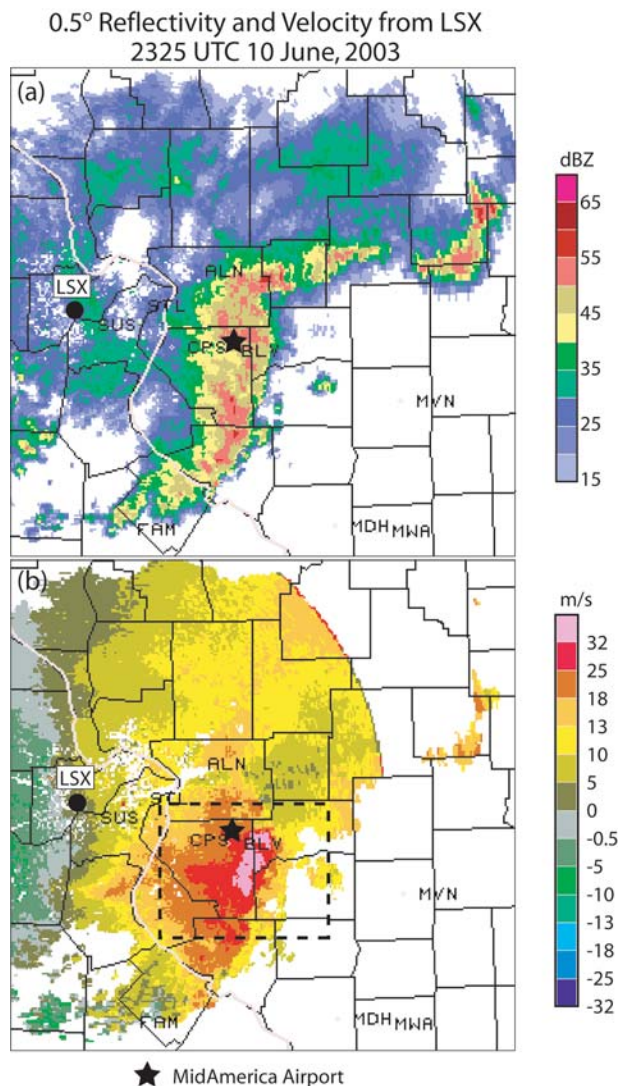 0.5° Reflectivity and Velocity from LSX
2325 UTC 10 June, 2003
(a)
dBZ
65
55
45
35
25
15
ALN
LSX
STL
SUS
CPS
BLV
MVN
FAM
MDH MWA
(b)
m/s
32
25
18
13
10
5
0
-0.5
-5
-10
-13
-18
-25
-32
ALN
LSX
STL
SUS
CPS
BLV
MVN
FAM
MDH MWA
MidAmerica Airport